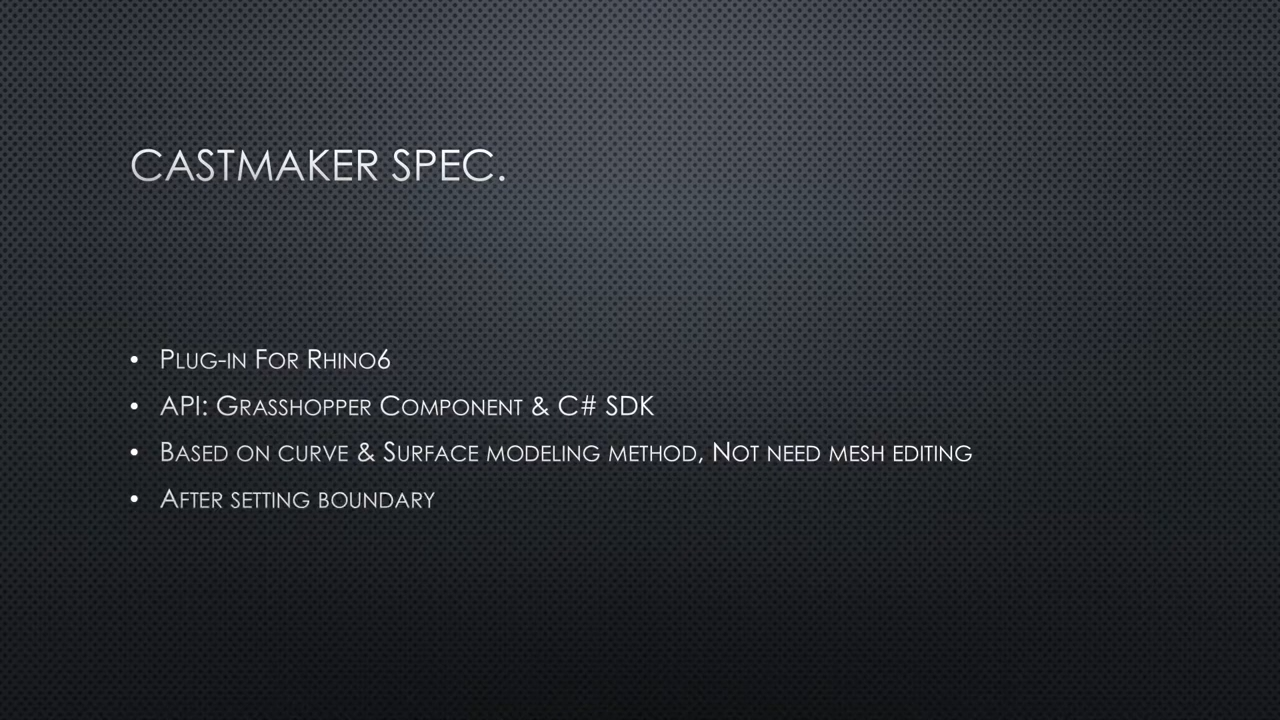 CASTMAKER SPEC.
• PLUG-IN FOR RHINO6
• API: GRASSHOPPER COMPONENT & C# SDK
• BASED ON CURVE & SURFACE MODELING METHOD, NOT NEED MESH EDITING
• AFTER SETTING BOUNDARY